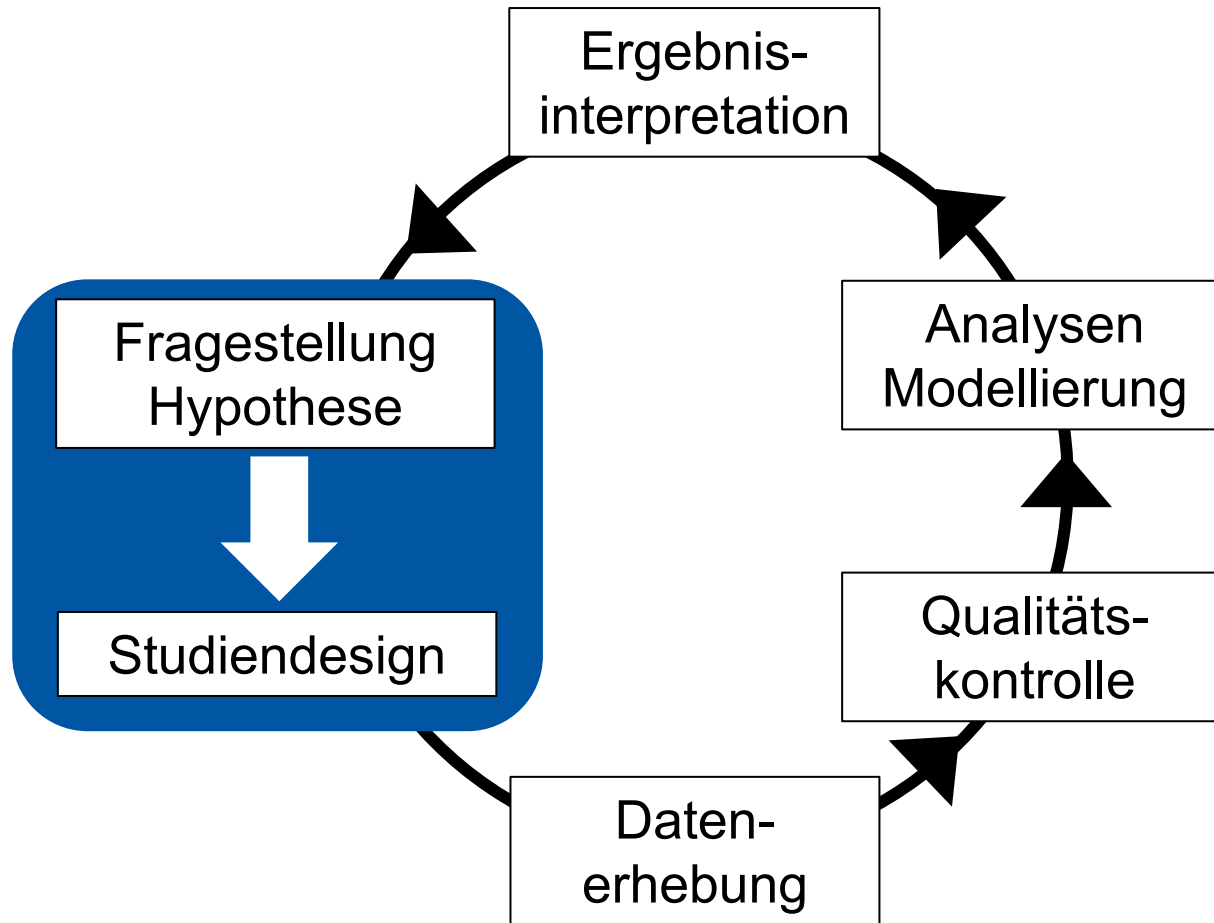 Ergebnis-
interpretation
Fragestellung
Hypothese
Studiendesign
Daten-
erhebung
Qualitäts-
kontrolle
Analysen
Modellierung